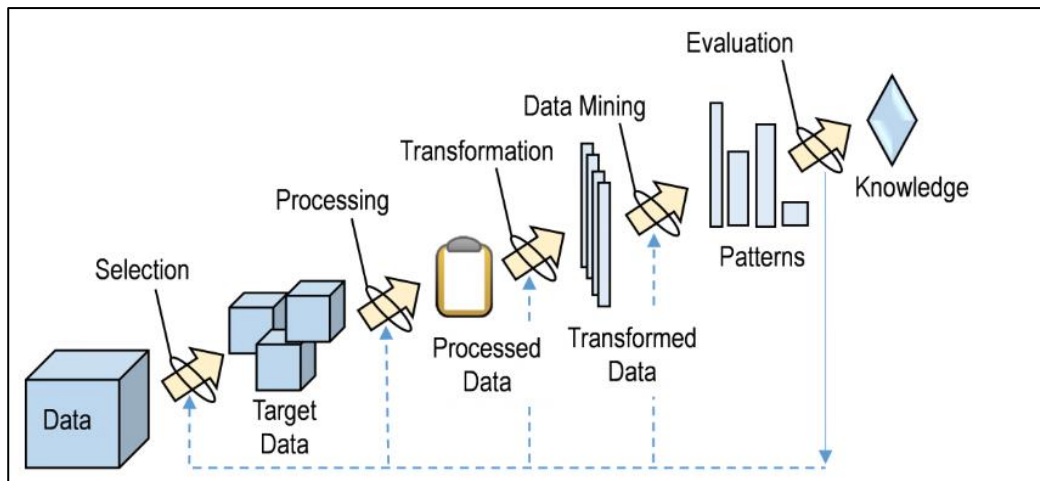 Evaluation
Data Mining
Transformation
Knowledge
Processing
Patterns
Selection
Processed
Data
Transformed
Data
Target
Data
Data